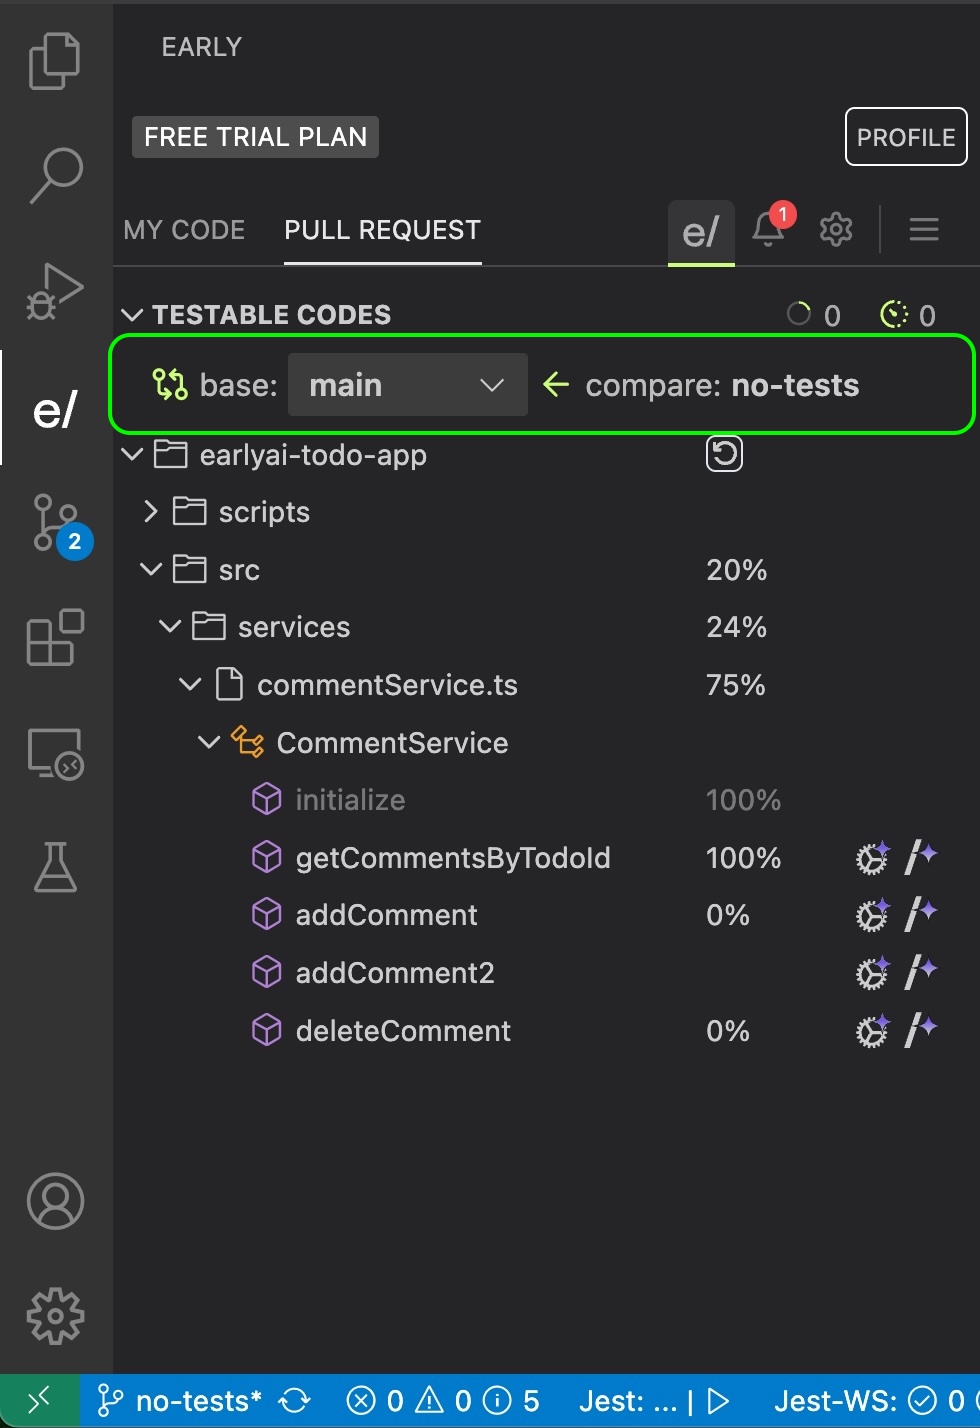 EARLY
FREE TRIAL PLAN
PROFILE
MY CODE
PULL REQUEST
e/
1
TESTABLE CODES
0
0
base:
main
compare: no-tests
e/
earlyai-todo-app
scripts
2
src
20%
services
24%
commentService.ts
75%
CommentService
initialize
100%
getCommentsByTodoId
100%
addComment
0%
addComment2
deleteComment
0%
no-tests*
0
0
5
Jest: ... |
Jest-WS:
0